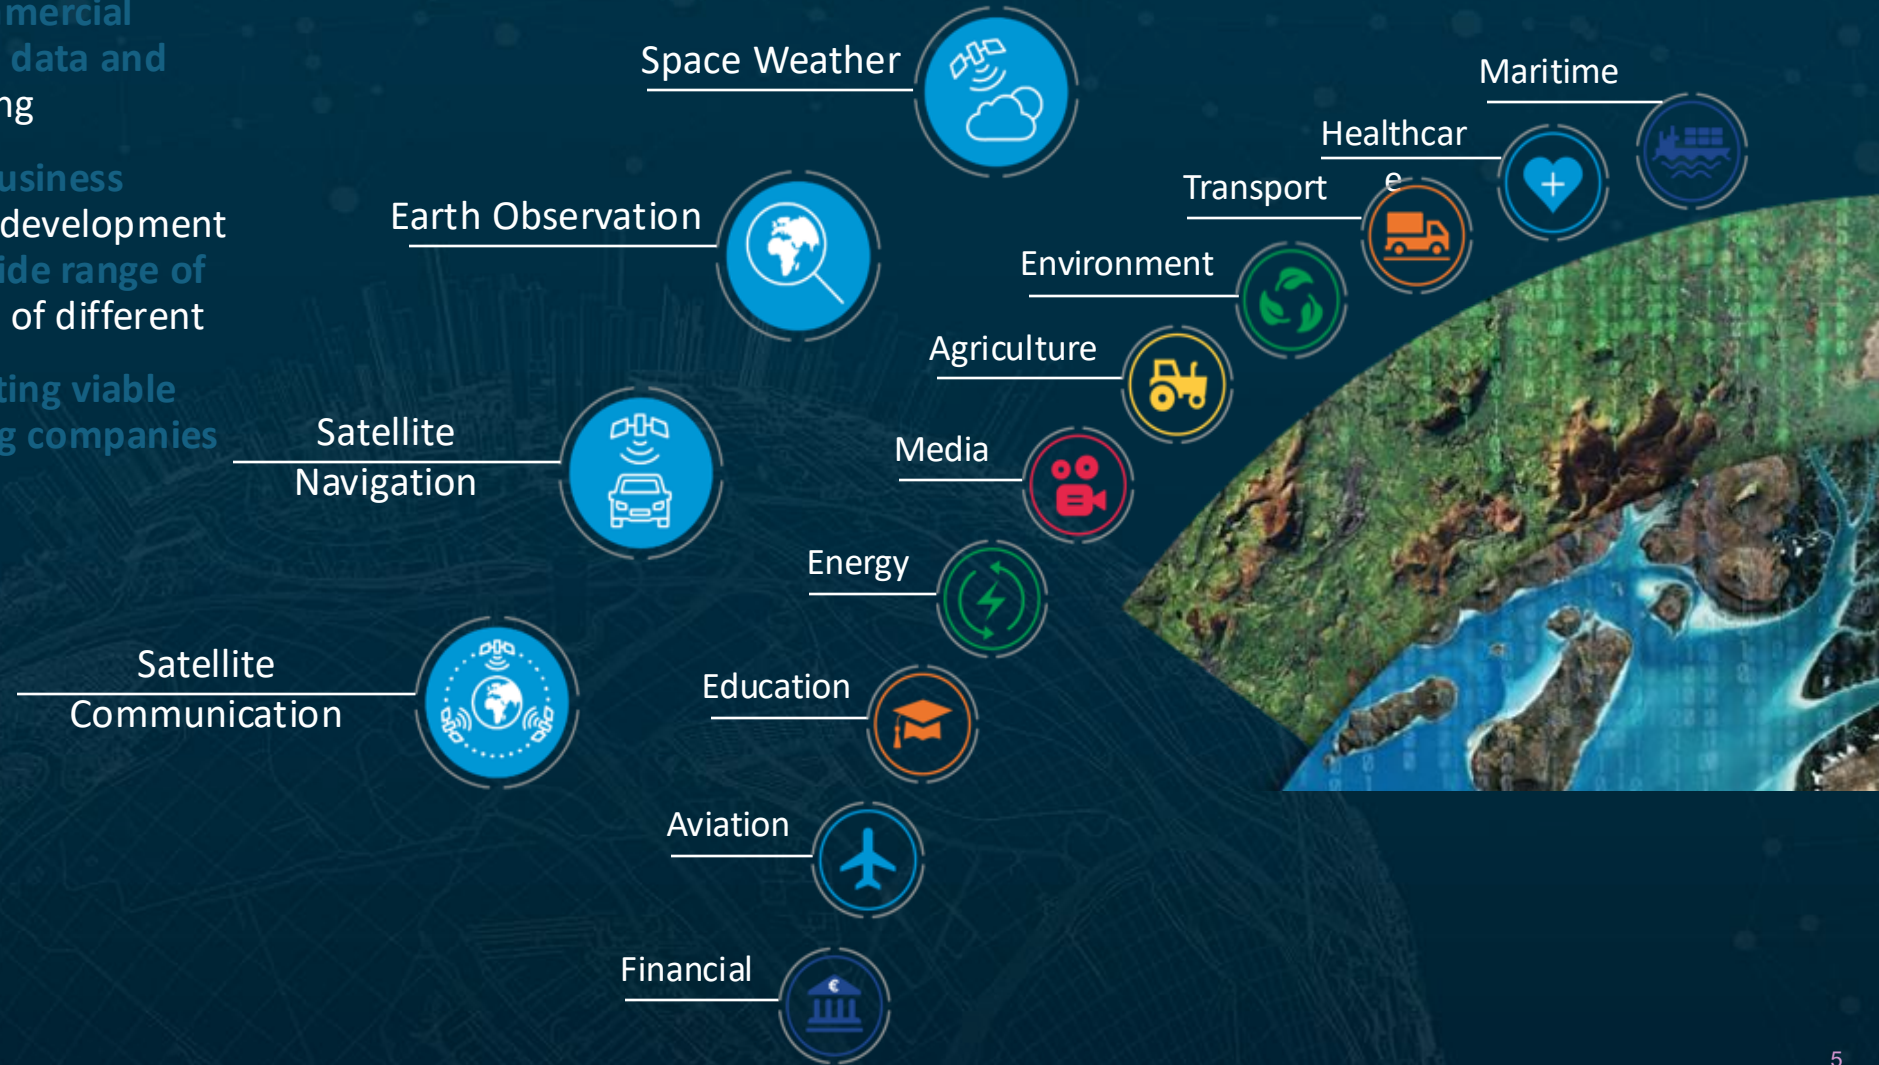 mercial
data and
ng
usiness
development
ide range of
of different
ting viable
g companies
Space Weather
Earth Observation
Satellite
Navigation
Satellite
Communication
Maritime
Healthcar
e
Transport
Environment
Agriculture
Media
Energy
Education
Aviation
Financial
€
5